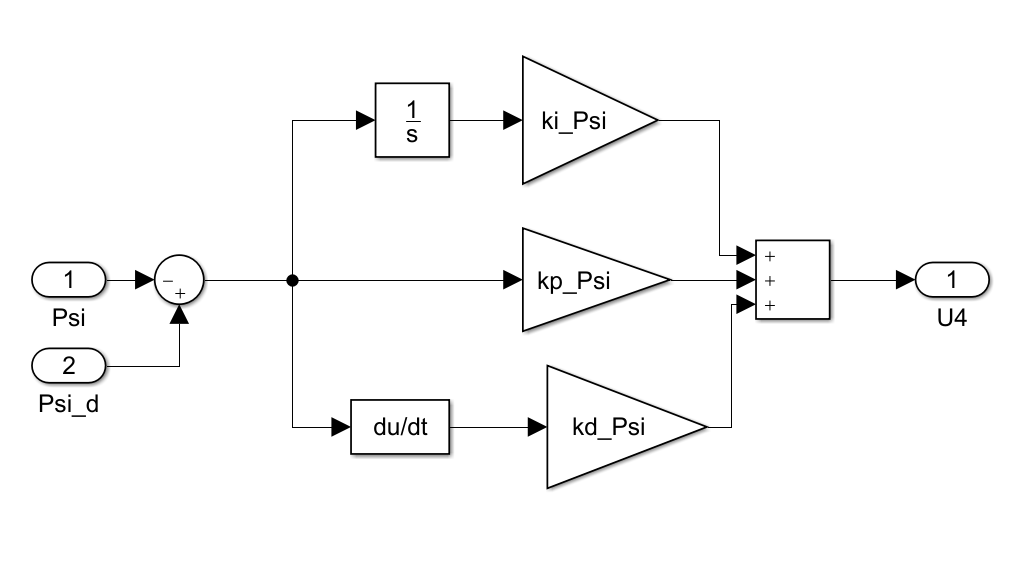 1
s
ki_Psi
1
Psi
−
+
kp_Psi
+
+
+
1
U4
2
Psi_d
du/dt
kd_Psi